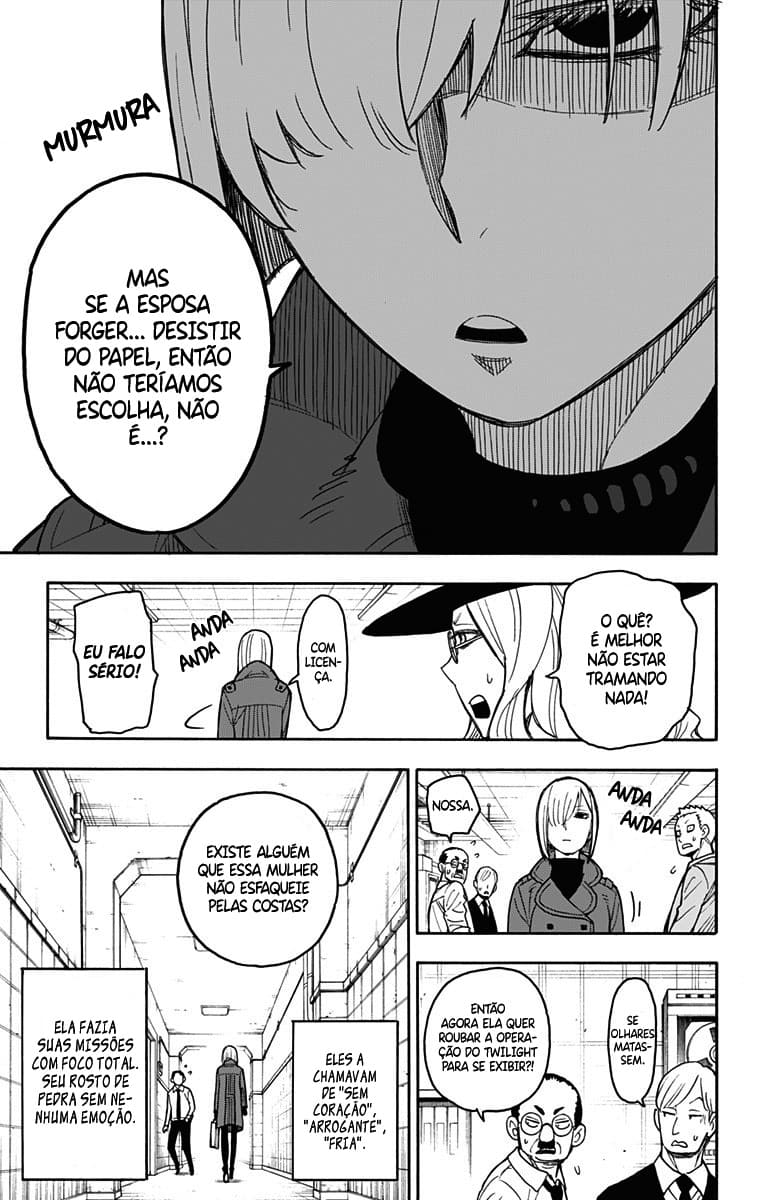 MURMURA
MAS
SE A ESPOSA
FORGER... DESISTIR
DO PAPEL, ENTÃO
NÃO TERÍAMOS
ESCOLHA, NÃO
É...?
O QUÊ?
É MELHOR
NÃO ESTAR
TRAMANDO
NADA!
COM
LICEN-
ÇA.
ANDA
ANDA
EU FALO
SÉRIO!
NOSSA.
ANDA
ANDA
SE
OLHARES
MATAS-
SEM.
ENTÃO
AGORA ELA QUER
ROUBAR A OPERA-
ÇÃO DO TWILIGHT
PARA SE EXIBIR?!
EXISTE ALGUÉM
QUE ESSA MULHER
NÃO ESFAQUEIE
PELAS COSTAS?
ELES A
CHAMAVAM
DE "SEM
CORAÇÃO",
"ARROGANTE",
"FRIA".
ELA FAZIA
SUAS MISSÕES
COM FOCO TOTAL.
SEU ROSTO DE
PEDRA SEM NE-
NHUMA EMOÇÃO.